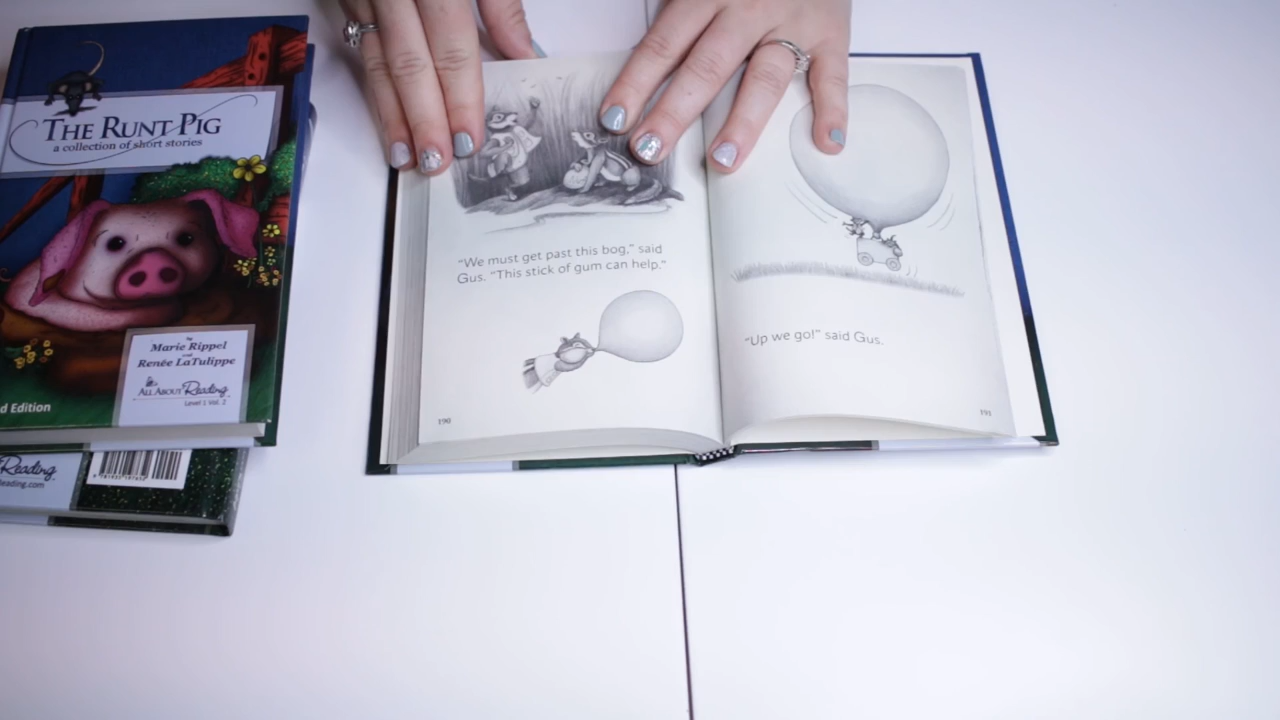 THE RUNT PIG
a collection of short stories
by
Marie Rippel
and
Renée LaTulippe
All About Reading
Level 1 Vol. 2
d Edition
Reading
eading.com
"We must get past this bog," said
Gus. "This stick of gum can help."
190
"Up we go!" said Gus.
191